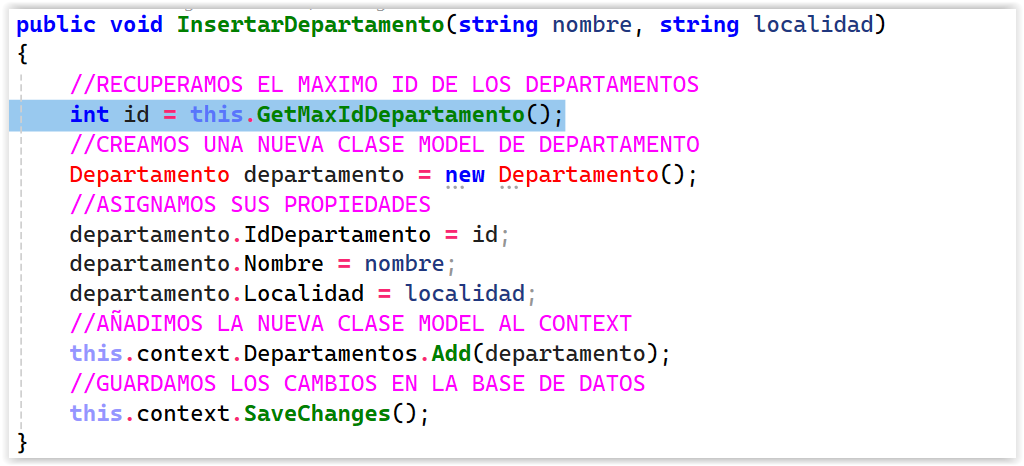 public void InsertarDepartamento(string nombre, string localidad)
{
    //RECUPERAMOS EL MAXIMO ID DE LOS DEPARTAMENTOS
    int id = this.GetMaxIdDepartamento();
    //CREAMOS UNA NUEVA CLASE MODEL DE DEPARTAMENTO
    Departamento departamento = new Departamento();
    //ASIGNAMOS SUS PROPIEDADES
    departamento.IdDepartamento = id;
    departamento.Nombre = nombre;
    departamento.Localidad = localidad;
    //AÑADIMOS LA NUEVA CLASE MODEL AL CONTEXT
    this.context.Departamentos.Add(departamento);
    //GUARDAMOS LOS CAMBIOS EN LA BASE DE DATOS
    this.context.SaveChanges();
}